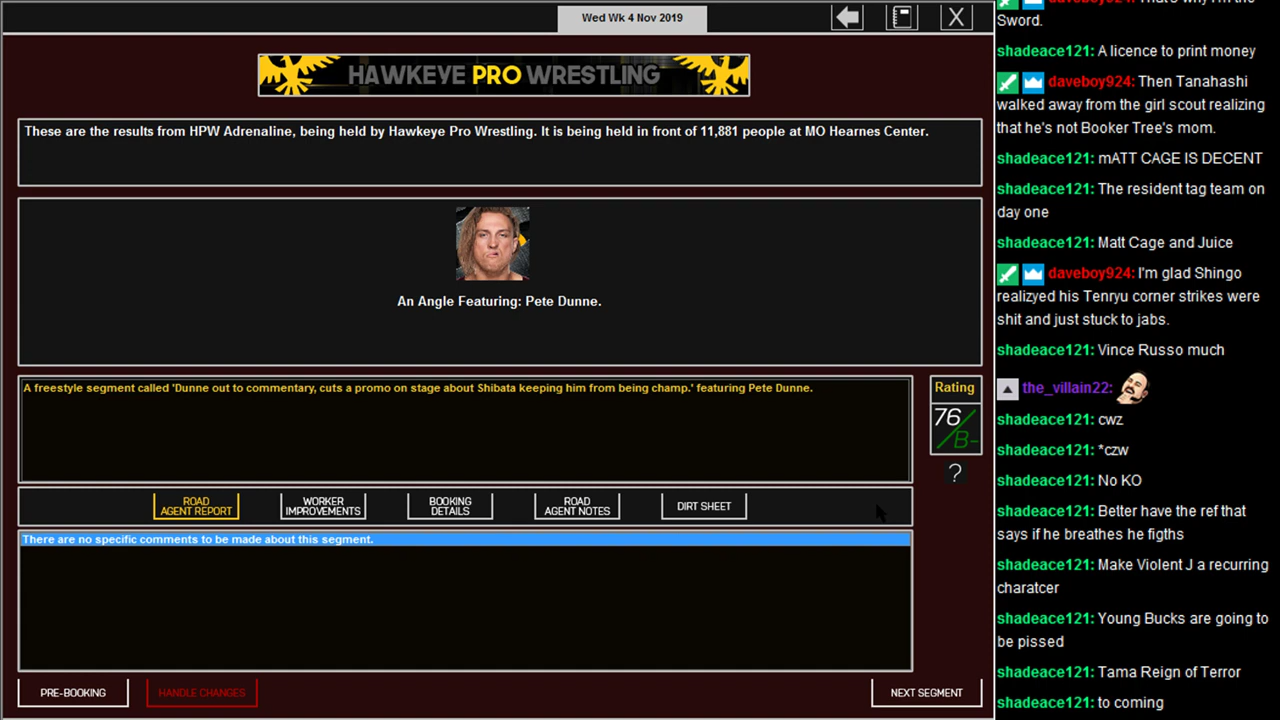 Wed Wk 4 Nov 2019
HAWKEYE PRO WRESTLING
These are the results from HPW Adrenaline, being held by Hawkeye Pro Wrestling. It is being held in front of 11,881 people at MO Hearnes Center.
An Angle Featuring: Pete Dunne.
A freestyle segment called 'Dunne out to commentary, cuts a promo on stage about Shibata keeping him from being champ.' featuring Pete Dunne.
Rating
76
B-
?
ROAD
AGENT REPORT
WORKER
IMPROVEMENTS
BOOKING
DETAILS
ROAD
AGENT NOTES
DIRT SHEET
There are no specific comments to be made about this segment.
PRE-BOOKING
HANDLE CHANGES
NEXT SEGMENT
Sword.
shadeace121: A licence to print money
daveboy924: Then Tanahashi
walked away from the girl scout realizing
that he's not Booker Tree's mom.
shadeace121: mATT CAGE IS DECENT
shadeace121: The resident tag team on
day one
shadeace121: Matt Cage and Juice
daveboy924: I'm glad Shingo
realizyed his Tenryu corner strikes were
shit and just stuck to jabs.
shadeace121: Vince Russo much
the_villain22:
shadeace121: cwz
shadeace121: *czw
shadeace121: No KO
shadeace121: Better have the ref that
says if he breathes he figths
shadeace121: Make Violent J a recurring
charatcer
shadeace121: Young Bucks are going to
be pissed
shadeace121: Tama Reign of Terror
shadeace121: to coming